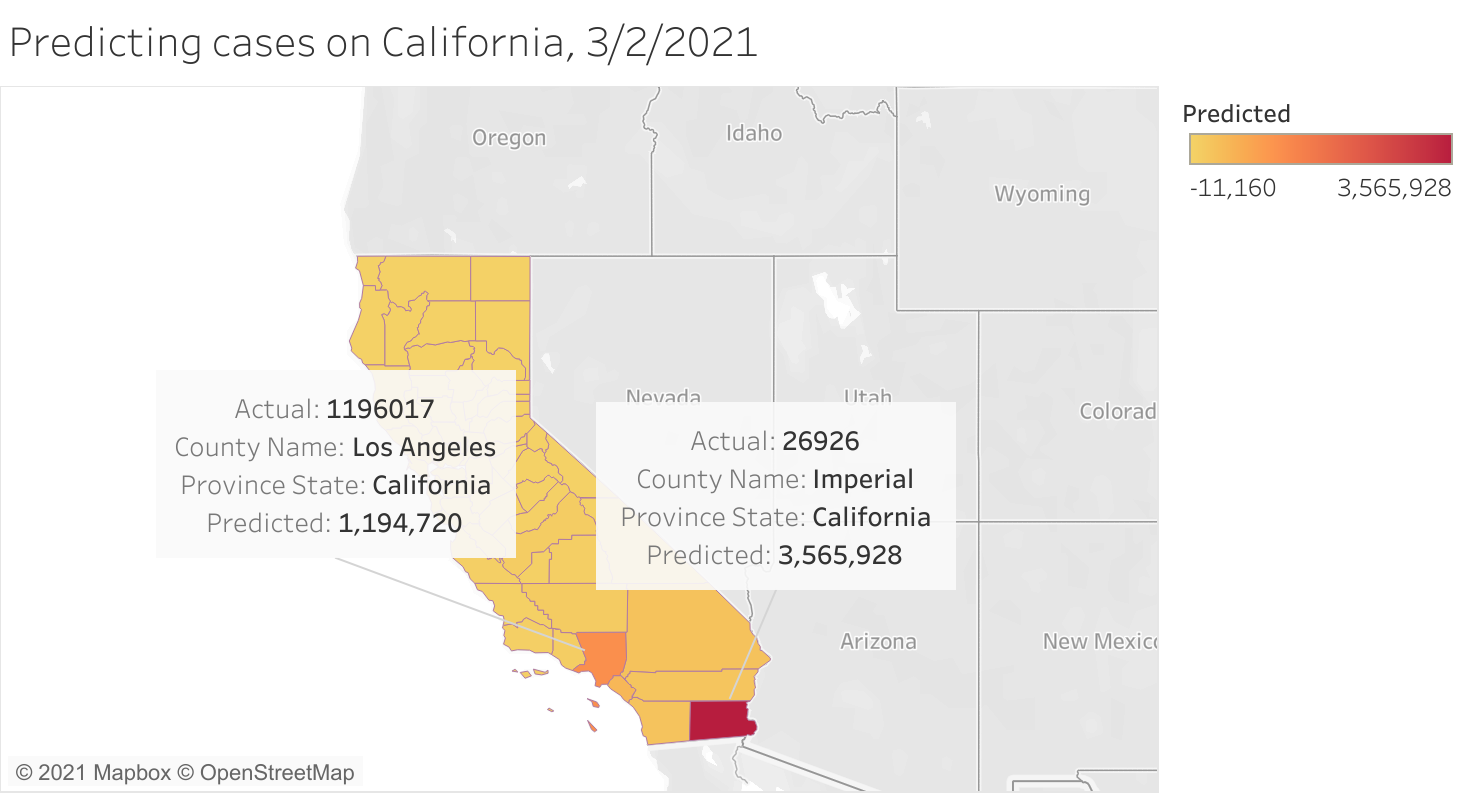 Predicting cases on California, 3/2/2021
Predicted
-11,160 3,565,928
Oregon
Idaho
Wyoming
Nevada
Utah
Colorad
Actual: 1196017
County Name: Los Angeles
Province State: California
Predicted: 1,194,720
Actual: 26926
County Name: Imperial
Province State: California
Predicted: 3,565,928
Arizona
New Mexic
© 2021 Mapbox © OpenStreetMap